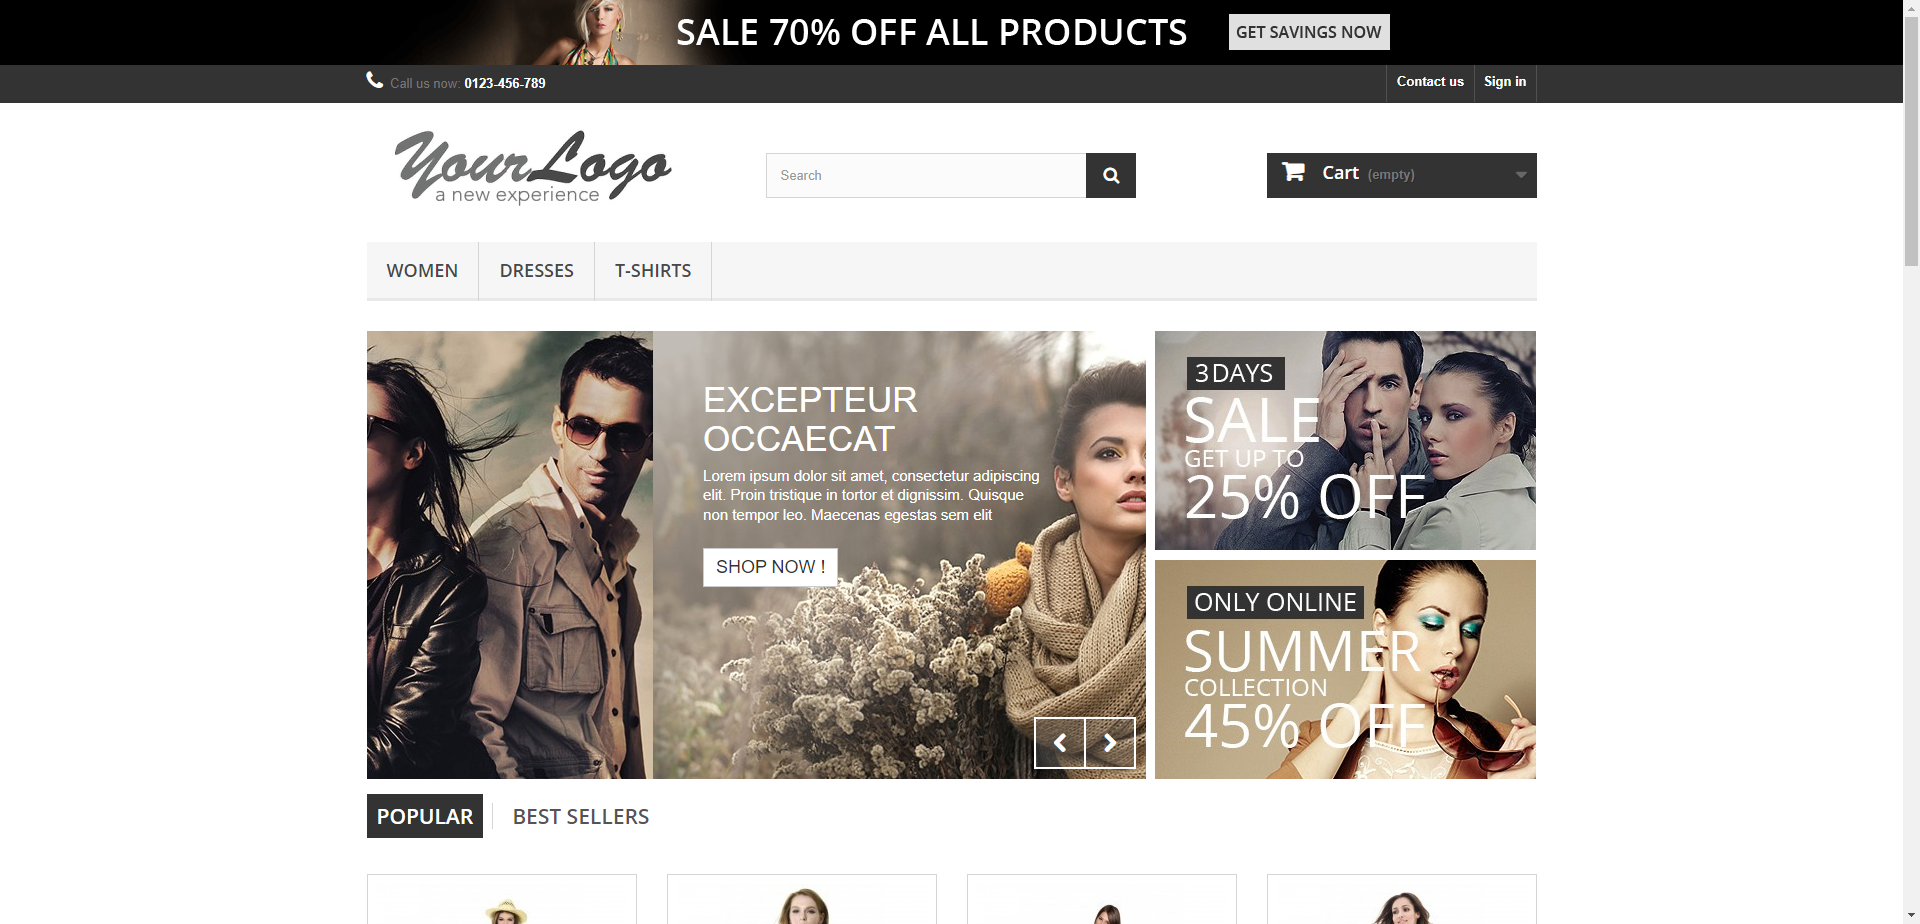 SALE 70% OFF ALL PRODUCTS
GET SAVINGS NOW
Call us now: 0123-456-789
Contact us
Sign in
YourLogo
a new experience
Search
Cart (empty)
WOMEN
DRESSES
T-SHIRTS
EXCEPTEUR
OCCAECAT
Lorem ipsum dolor sit amet, consectetur adipiscing
elit. Proin tristique in tortor et dignissim. Quisque
non tempor leo. Maecenas egestas sem elit
SHOP NOW !
3 DAYS
SALE
GET UP TO
25% OFF
ONLY ONLINE
SUMMER
COLLECTION
45% OFF
POPULAR
BEST SELLERS